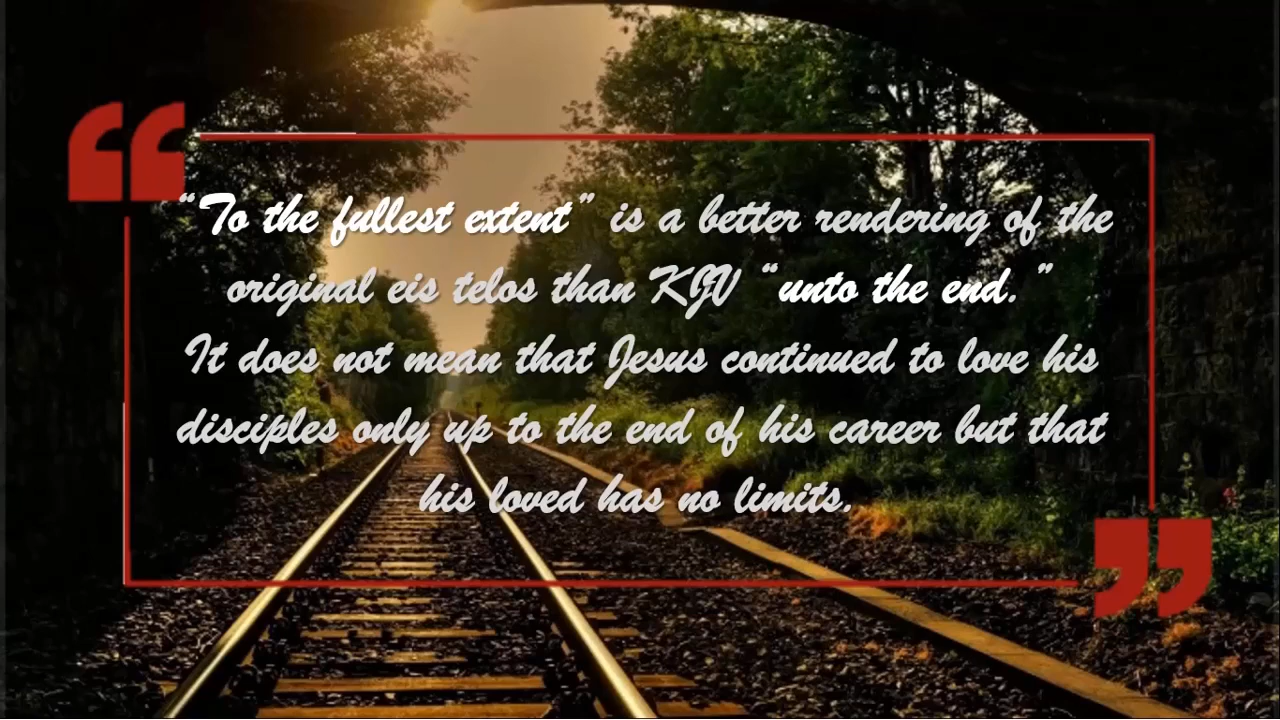 “To the fullest extent” is a better rendering of the
original eis telos than KJV “unto the end.”
It does not mean that Jesus continued to love his
disciples only up to the end of his career but that
his loved has no limits.